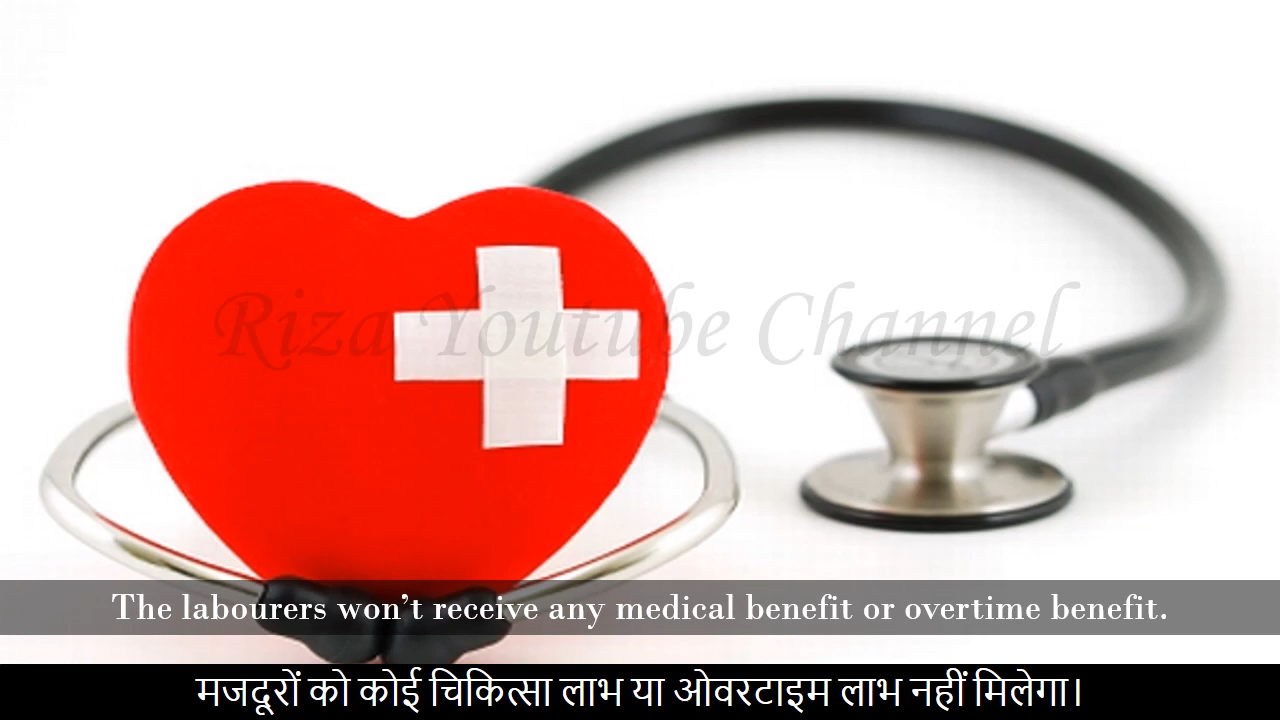 Riza Youtube Channel
The labourers won’t receive any medical benefit or overtime benefit.
मजदूरों को कोई चिकित्सा लाभ या ओवरटाइम लाभ नहीं मिलेगा।